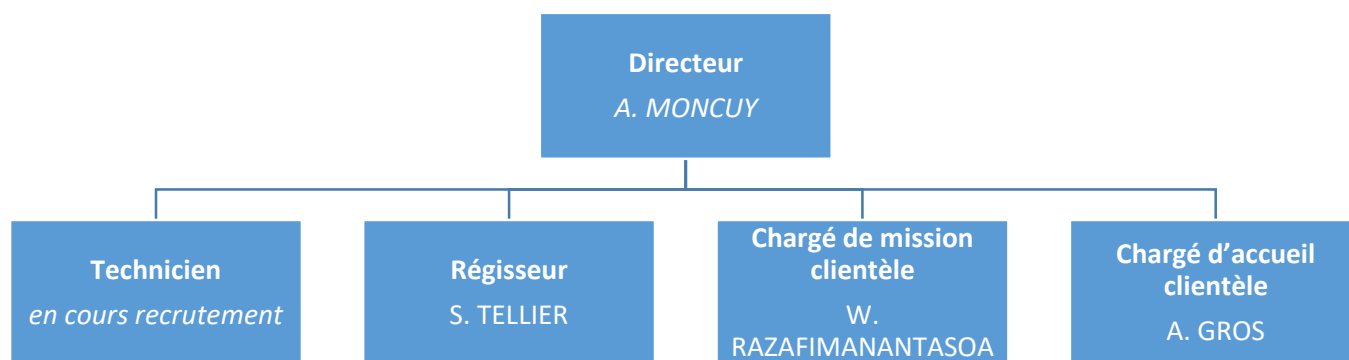 Directeur
A. MONCUY
Technicien
en cours recrutement
Régisseur
S. TELLIER
Chargé de mission
clientèle
W.
RAZAFIMANANTASOA
Chargé d'accueil
clientèle
A. GROS